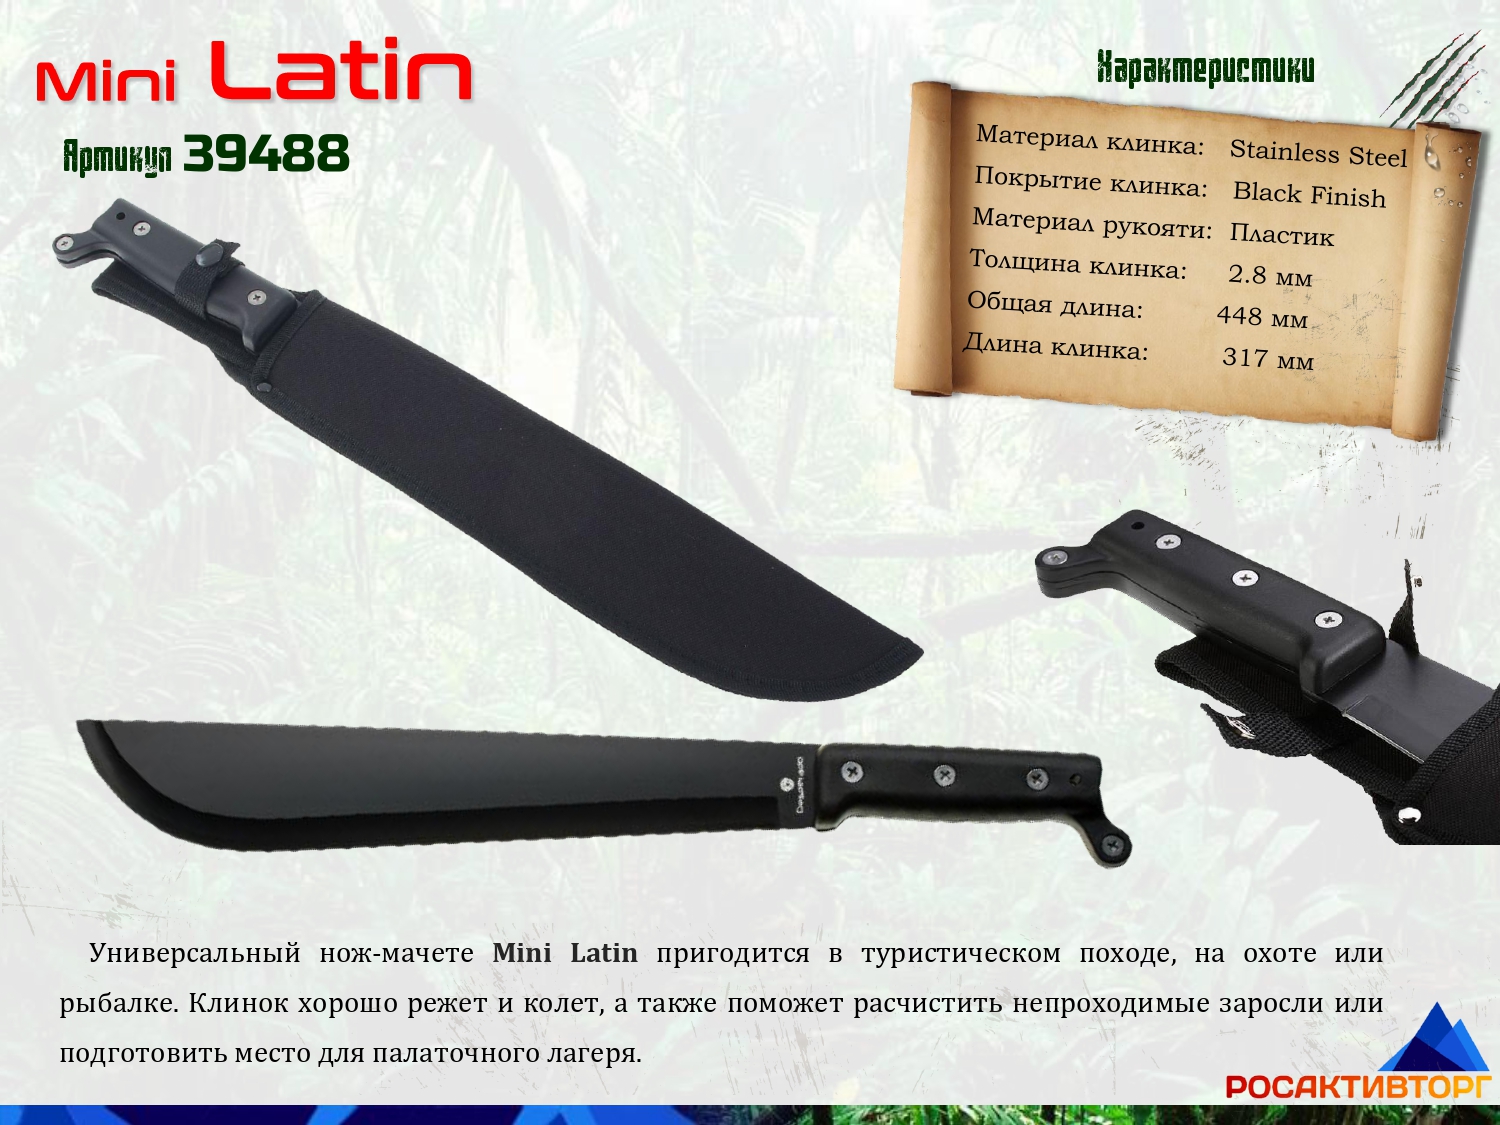 Mini Latin
Артикул 39488
Характеристики
Материал клинка: Stainless Steel
Покрытие клинка: Black Finish
Материал рукояти: Пластик
Толщина клинка: 2.8 мм
Общая длина: 448 мм
Длина клинка: 317 мм
Универсальный нож-мачете Mini Latin пригодится в туристическом походе, на охоте или
рыбалке. Клинок хорошо режет и колет, а также поможет расчистить непроходимые заросли или
подготовить место для палаточного лагеря.
РОСАКТИВТОРГ